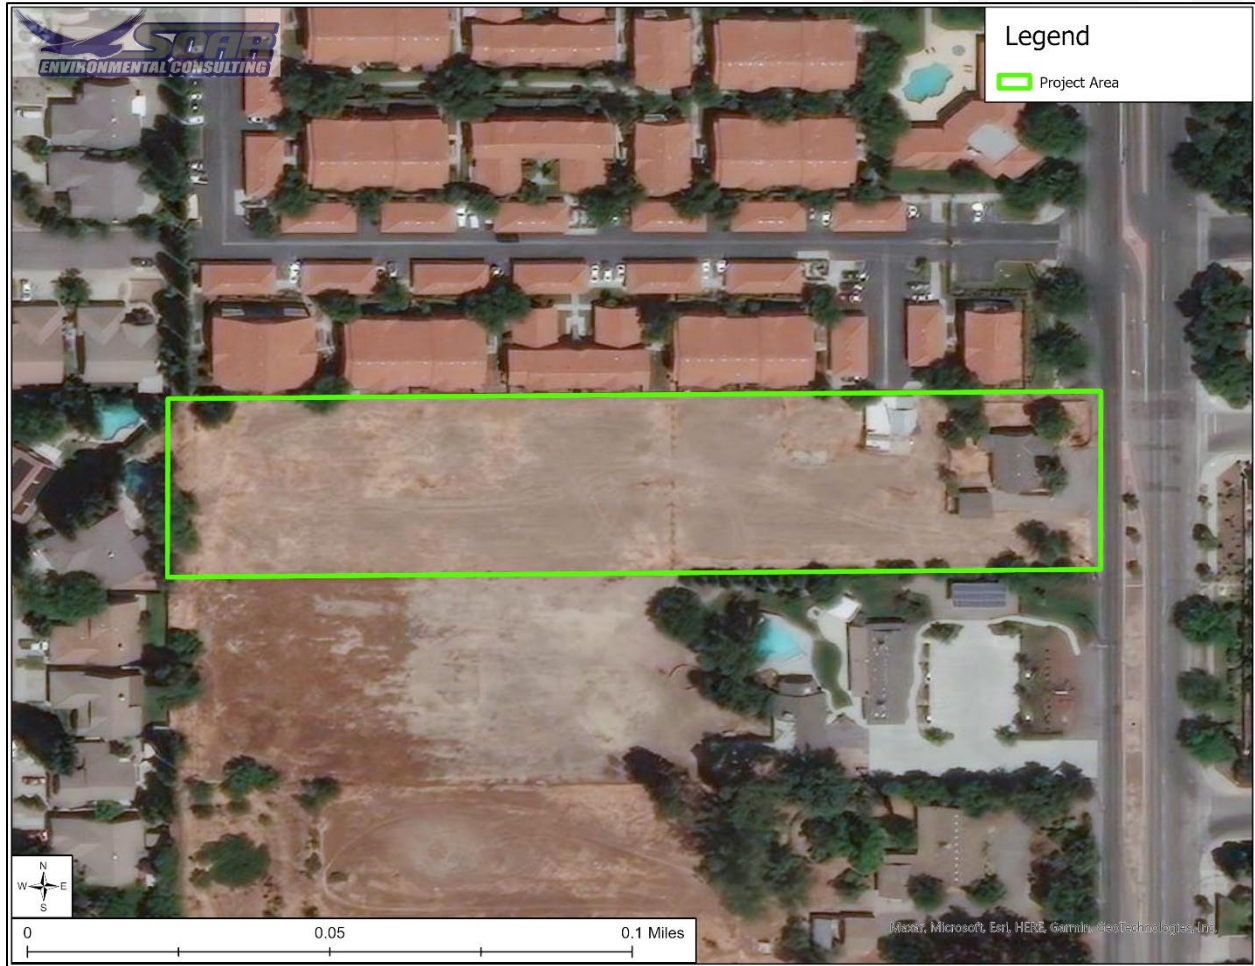 SOAR
ENVIRONMENTAL CONSULTING
Legend
Project Area
N
W E
S
0 0.05 0.1 Miles
Maxar, Microsoft, Esri, HERE, Garmin, GeoTechnologies, Inc.